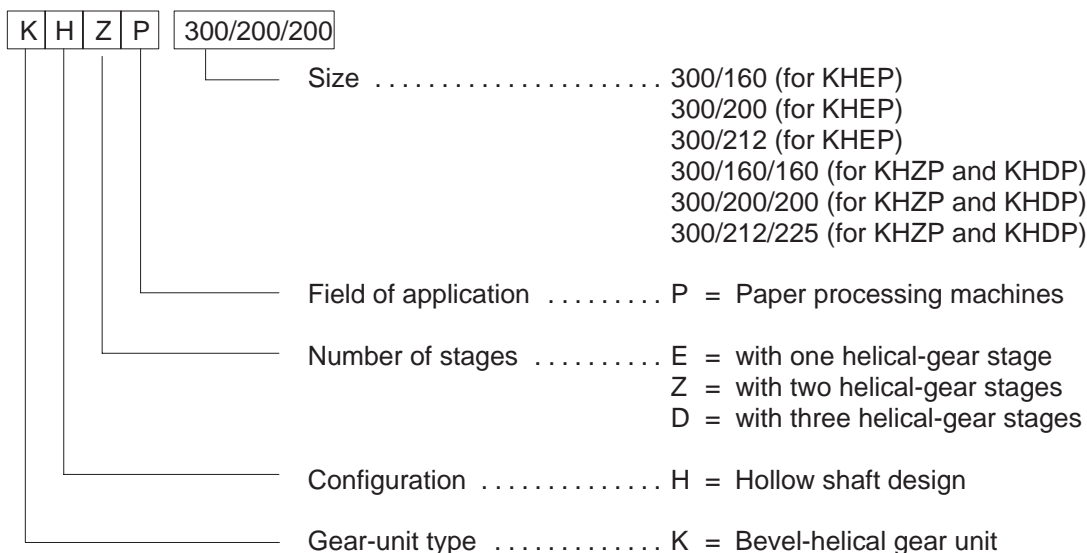 K H Z P 300/200/200
Size . . . . . . . . . . . . . . . . . . . . . . 300/160 (for KHEP)
300/200 (for KHEP)
300/212 (for KHEP)
300/160/160 (for KHZP and KHDP)
300/200/200 (for KHZP and KHDP)
300/212/225 (for KHZP and KHDP)
Field of application . . . . . . . . . P = Paper processing machines
Number of stages . . . . . . . . . . E = with one helical-gear stage
Z = with two helical-gear stages
D = with three helical-gear stages
Configuration . . . . . . . . . . . . . . H = Hollow shaft design
Gear-unit type . . . . . . . . . . . . . K = Bevel-helical gear unit